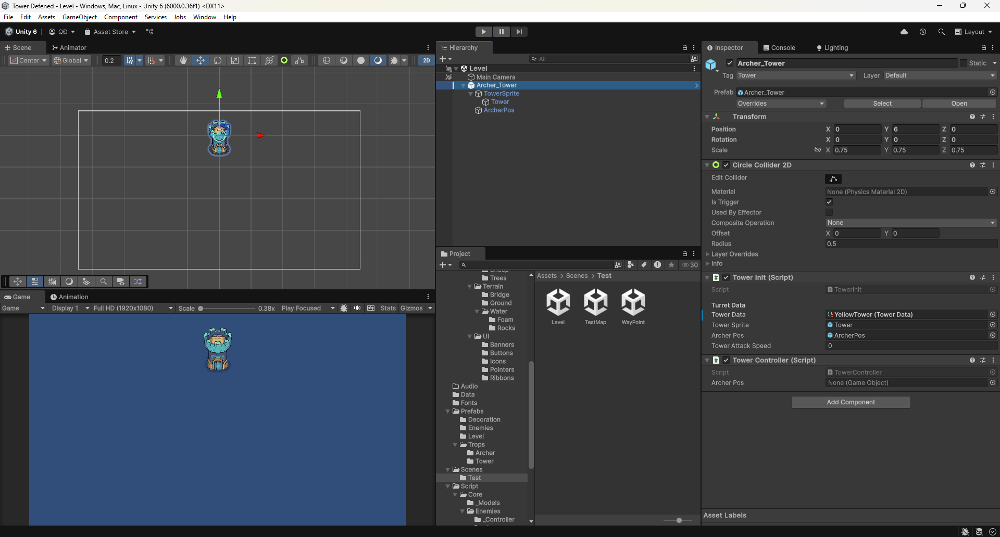 Tower Defened - Level - Windows, Mac, Linux - Unity 6 (6000.0.36f1) <DX11>
File Edit Assets GameObject Component Services Jobs Window Help
Unity 6 QĐ Asset Store Layout
Scene Animator
Center Global 0.2 2D
Game Animation
Game Display 1 Full HD (1920x1080) Scale 0.38x Play Focused Stats Gizmos
Hierarchy
All
Level
Main Camera
Archer_Tower
TowerSprite
Tower
ArcherPos
Project
30
Trees
Terrain
Bridge
Ground
Water
Foam
Rocks
UI
Banners
Buttons
Icons
Pointers
Ribbons
Audio
Data
Fonts
Prefabs
Decoration
Enemies
Level
Trops
Archer
Tower
Scenes
Test
Script
Core
_Models
Enemies
_Controller
Assets > Scenes > Test
Level TestMap WayPoint
Inspector Console Lighting
Archer_Tower Static
Tag Tower Layer Default
Prefab Archer_Tower
Overrides Select Open
Transform
Position X 0 Y 6 Z 0
Rotation X 0 Y 0 Z 0
Scale X 0.75 Y 0.75 Z 0.75
Circle Collider 2D
Edit Collider
Material None (Physics Material 2D)
Is Trigger
Used By Effector
Composite Operation None
Offset X 0 Y 0
Radius 0.5
Layer Overrides
Info
Tower Init (Script)
Script TowerInit
Turret Data
Tower Data YellowTower (Tower Data)
Tower Sprite Tower
Archer Pos ArcherPos
Tower Attack Speed 0
Tower Controller (Script)
Script TowerController
Archer Pos None (Game Object)
Add Component
Asset Labels